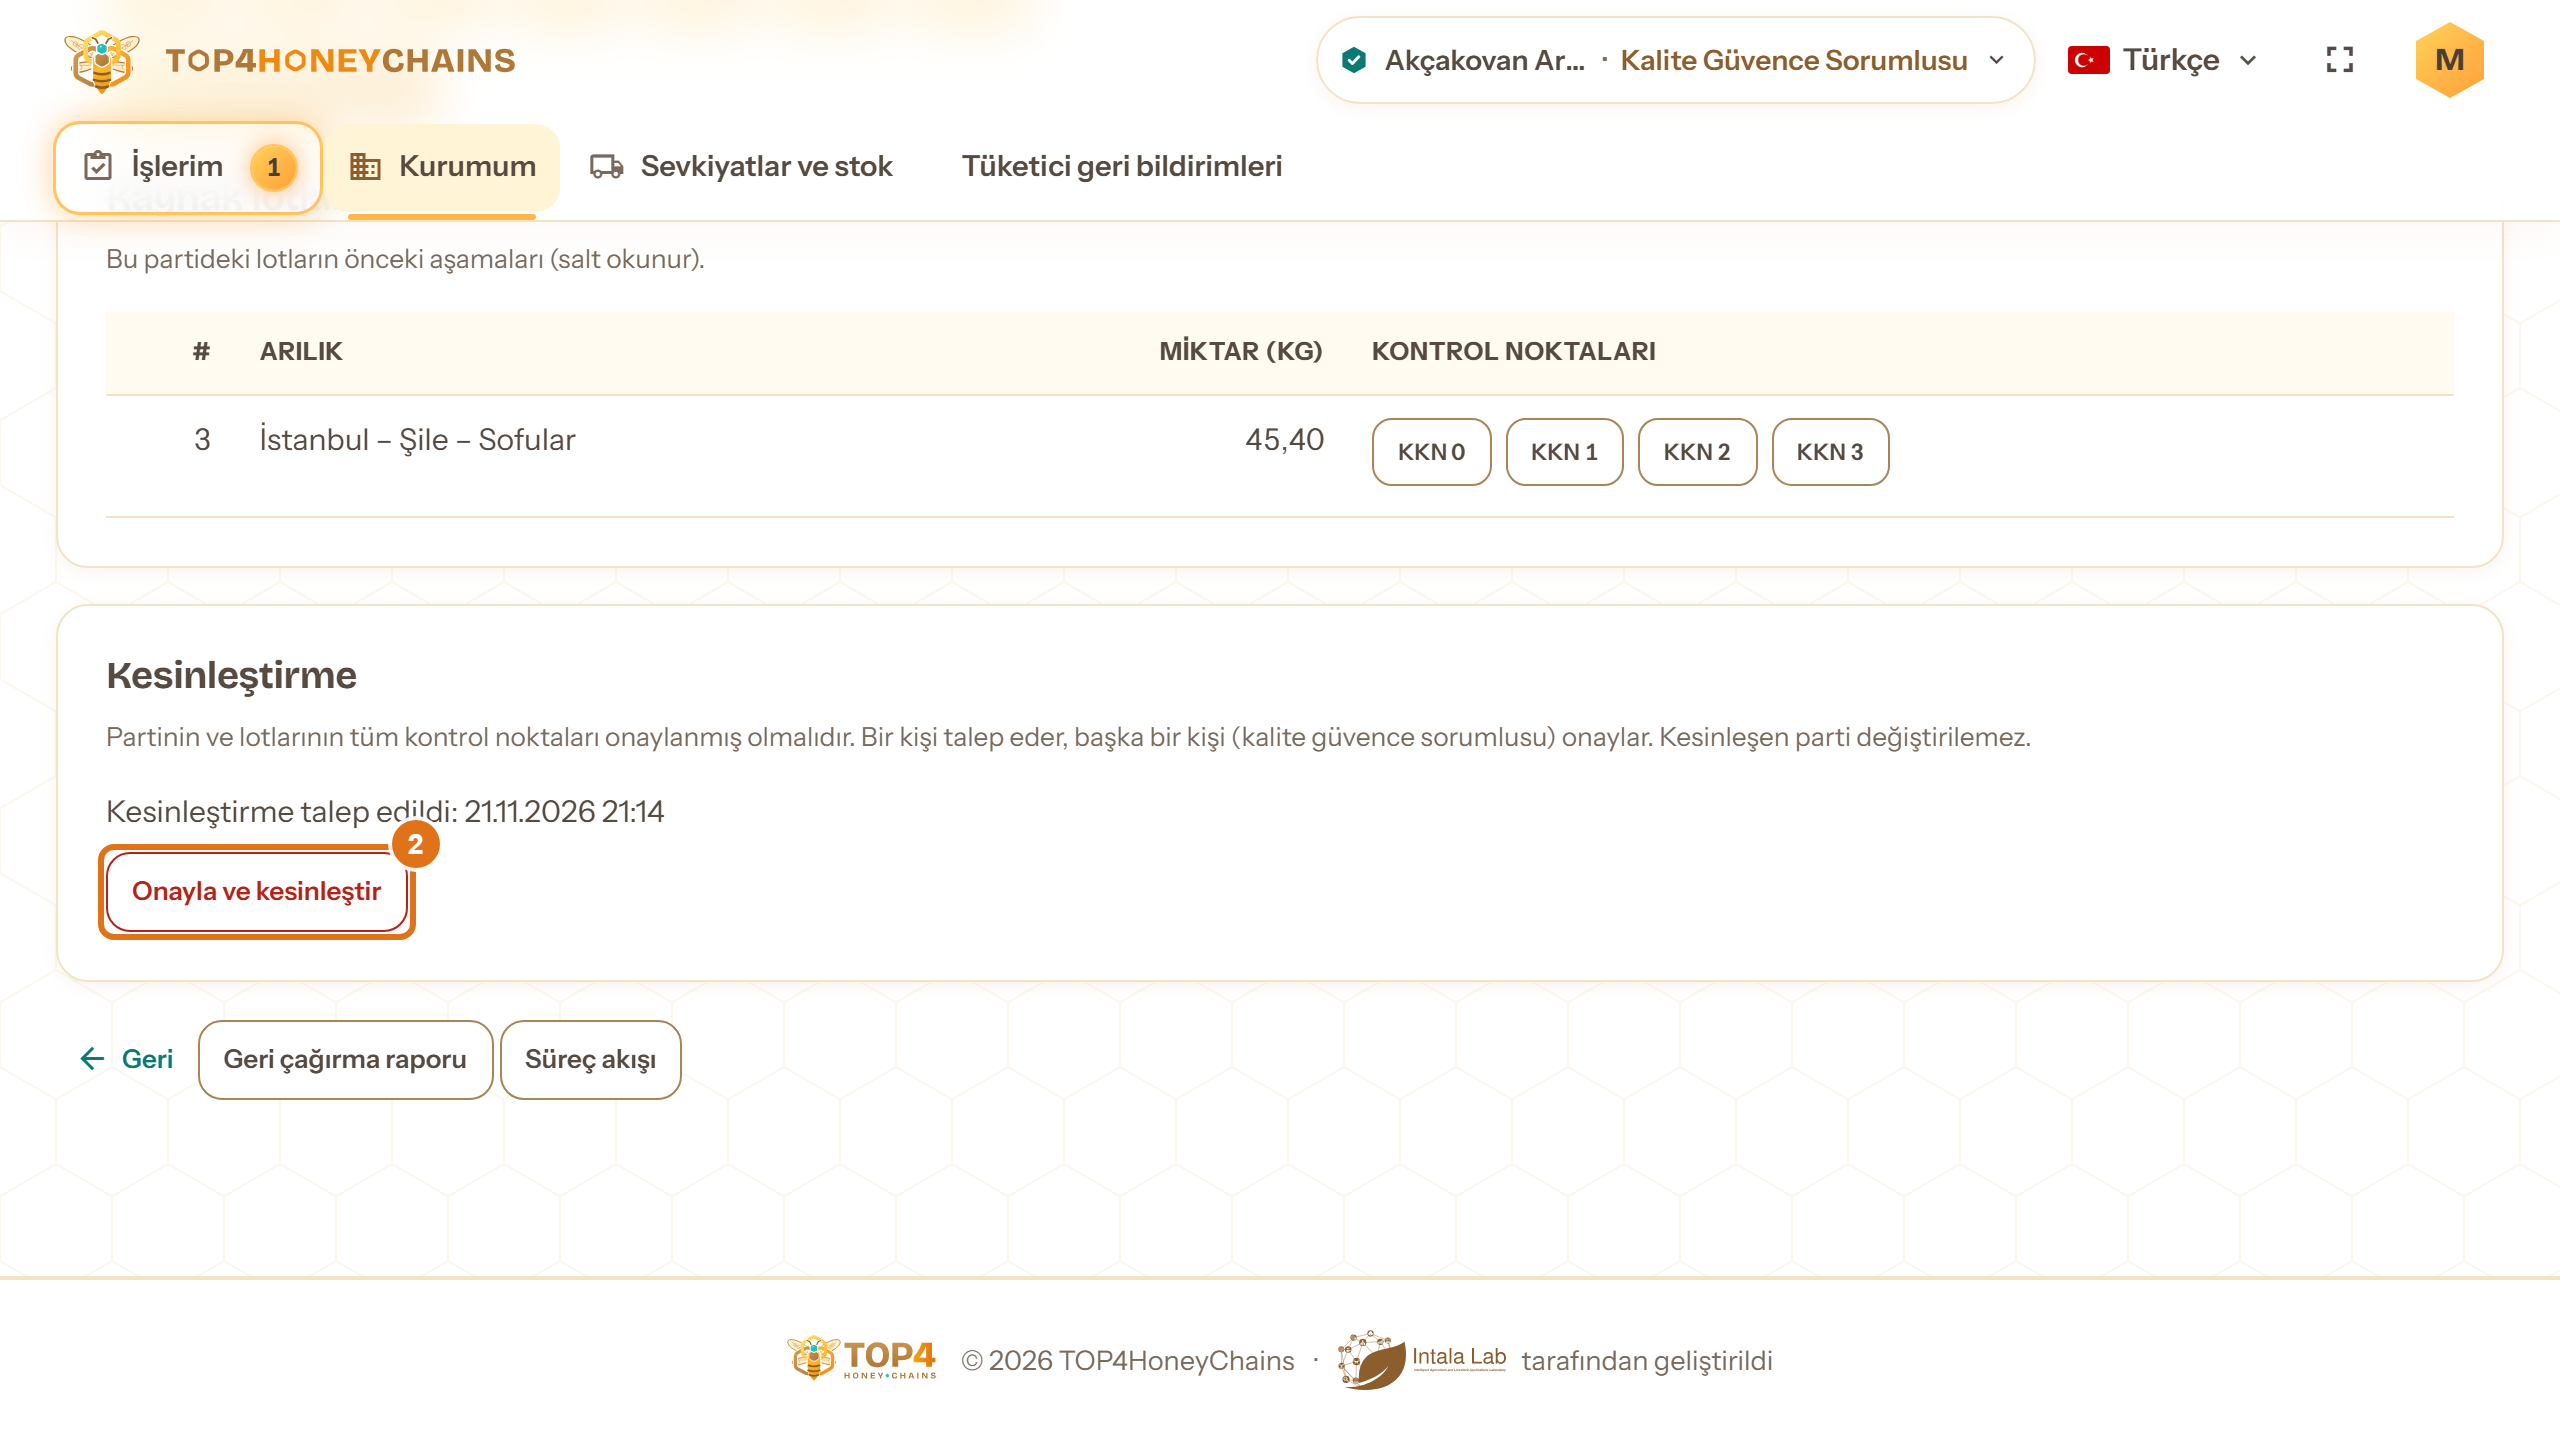 TOP4HONEYCHAINS
Akçakovan Ar... · Kalite Güvence Sorumlusu
Türkçe
M
İşlerim 1
Kurumum
Sevkiyatlar ve stok
Tüketici geri bildirimleri
Bu partideki lotların önceki aşamaları (salt okunur).
# ARILIK MİKTAR (KG) KONTROL NOKTALARI
3 İstanbul – Şile – Sofular 45,40 KKN 0 KKN 1 KKN 2 KKN 3
Kesinleştirme
Partinin ve lotlarının tüm kontrol noktaları onaylanmış olmalıdır. Bir kişi talep eder, başka bir kişi (kalite güvence sorumlusu) onaylar. Kesinleşen parti değiştirilemez.
Kesinleştirme talep edildi: 21.11.2026 21:14
2
Onayla ve kesinleştir
Geri
Geri çağırma raporu
Süreç akışı
TOP4
HONEY CHAINS
© 2026 TOP4HoneyChains · Intala Lab tarafından geliştirildi